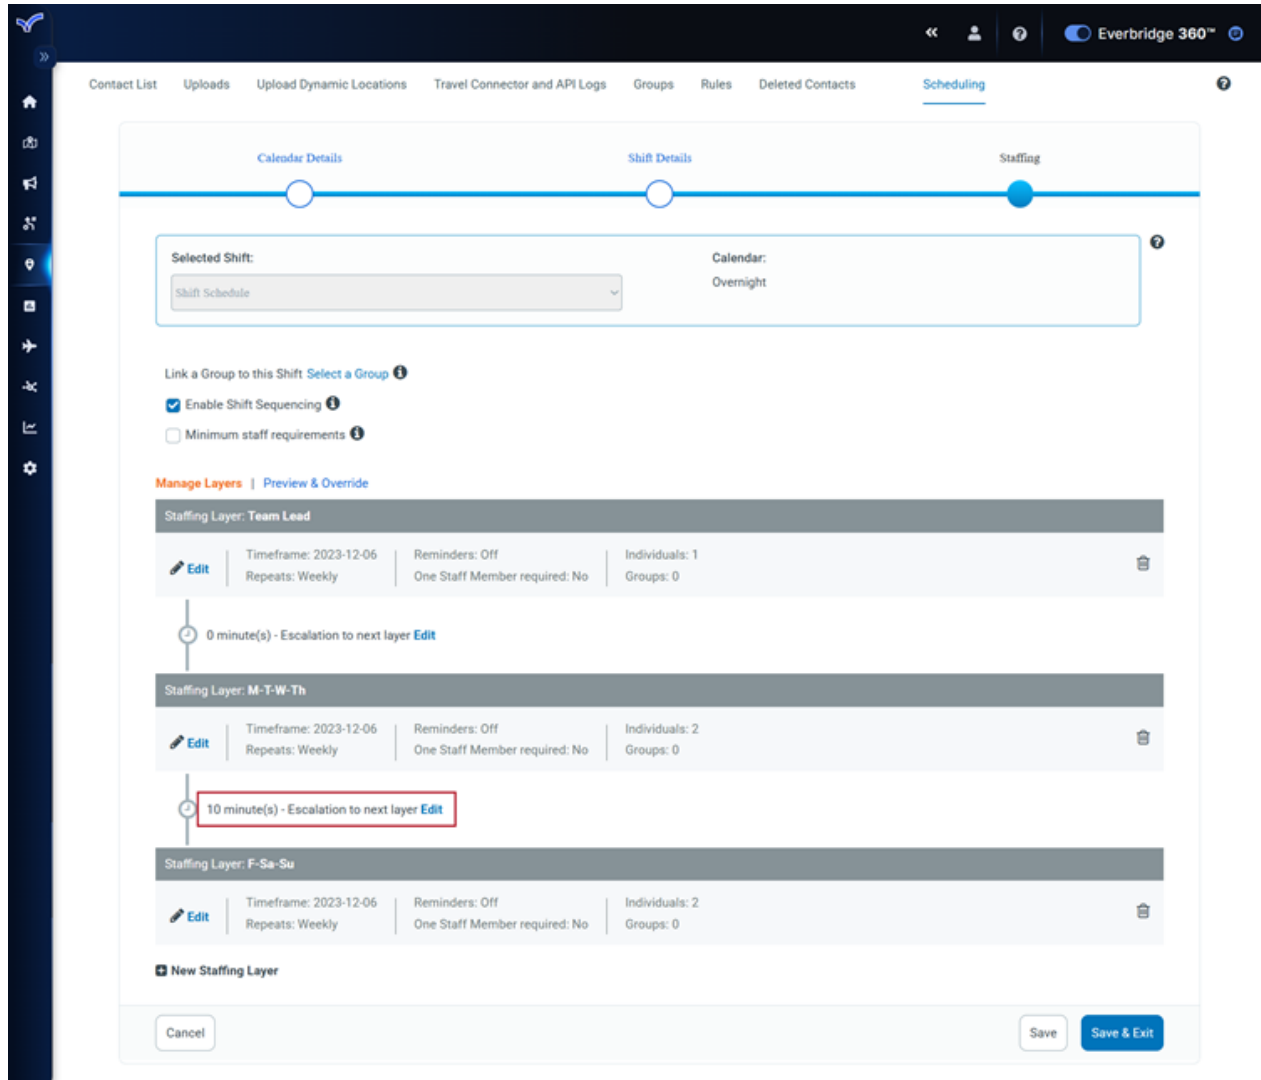 Everbridge 360™
Contact List Uploads Upload Dynamic Locations Travel Connector and API Logs Groups Rules Deleted Contacts Scheduling
Calendar Details Shift Details Staffing
Selected Shift: Calendar:
Shift Schedule Overnight
Link a Group to this Shift Select a Group
Enable Shift Sequencing
Minimum staff requirements
Manage Layers | Preview & Override
Staffing Layer: Team Lead
Edit Timeframe: 2023-12-06 Reminders: Off Individuals: 1
Repeats: Weekly One Staff Member required: No Groups: 0
0 minute(s) - Escalation to next layer Edit
Staffing Layer: M-T-W-Th
Edit Timeframe: 2023-12-06 Reminders: Off Individuals: 2
Repeats: Weekly One Staff Member required: No Groups: 0
10 minute(s) - Escalation to next layer Edit
Staffing Layer: F-Sa-Su
Edit Timeframe: 2023-12-06 Reminders: Off Individuals: 2
Repeats: Weekly One Staff Member required: No Groups: 0
New Staffing Layer
Cancel Save Save & Exit